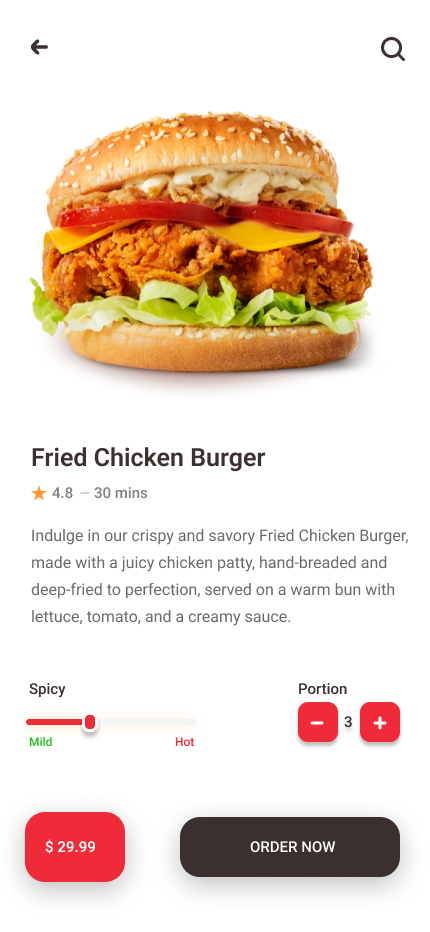 Fried Chicken Burger
4.8 — 30 mins
Indulge in our crispy and savory Fried Chicken Burger,
made with a juicy chicken patty, hand-breaded and
deep-fried to perfection, served on a warm bun with
lettuce, tomato, and a creamy sauce.
Spicy
Portion
3
Mild
Hot
$ 29.99
ORDER NOW